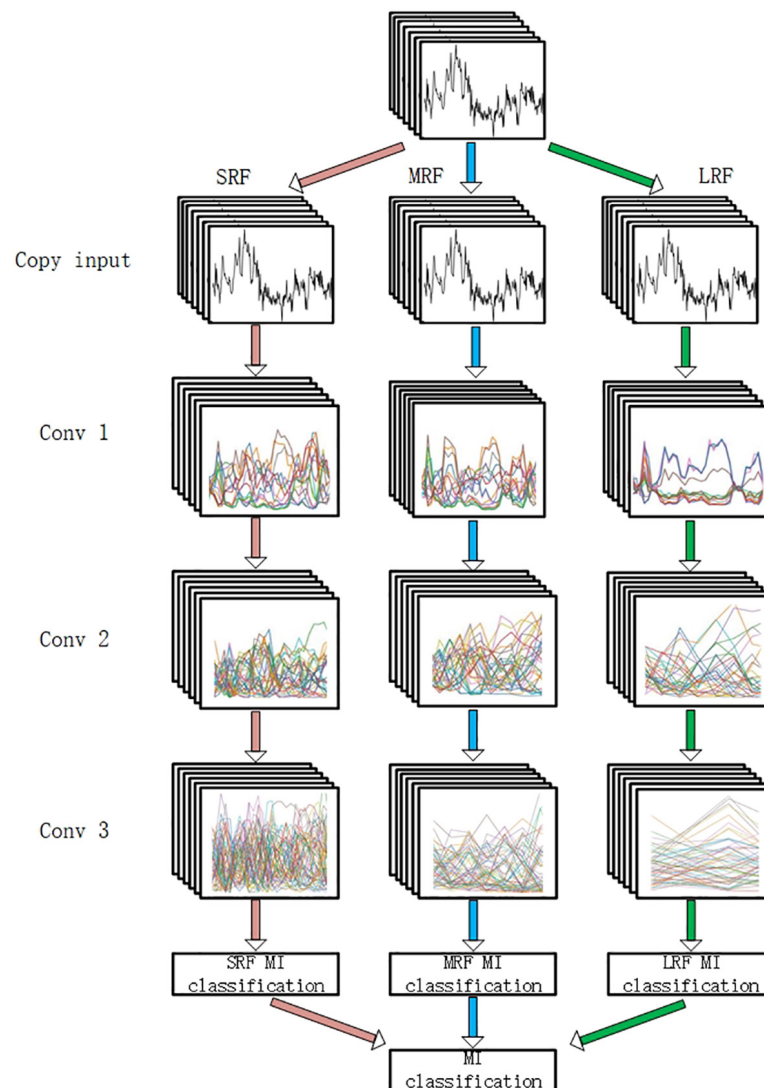 SRF
MRF
LRF
Copy input
Conv 1
Conv 2
Conv 3
SRF MI
classification
MRF MI
classification
LRF MI
classification
MI
classification